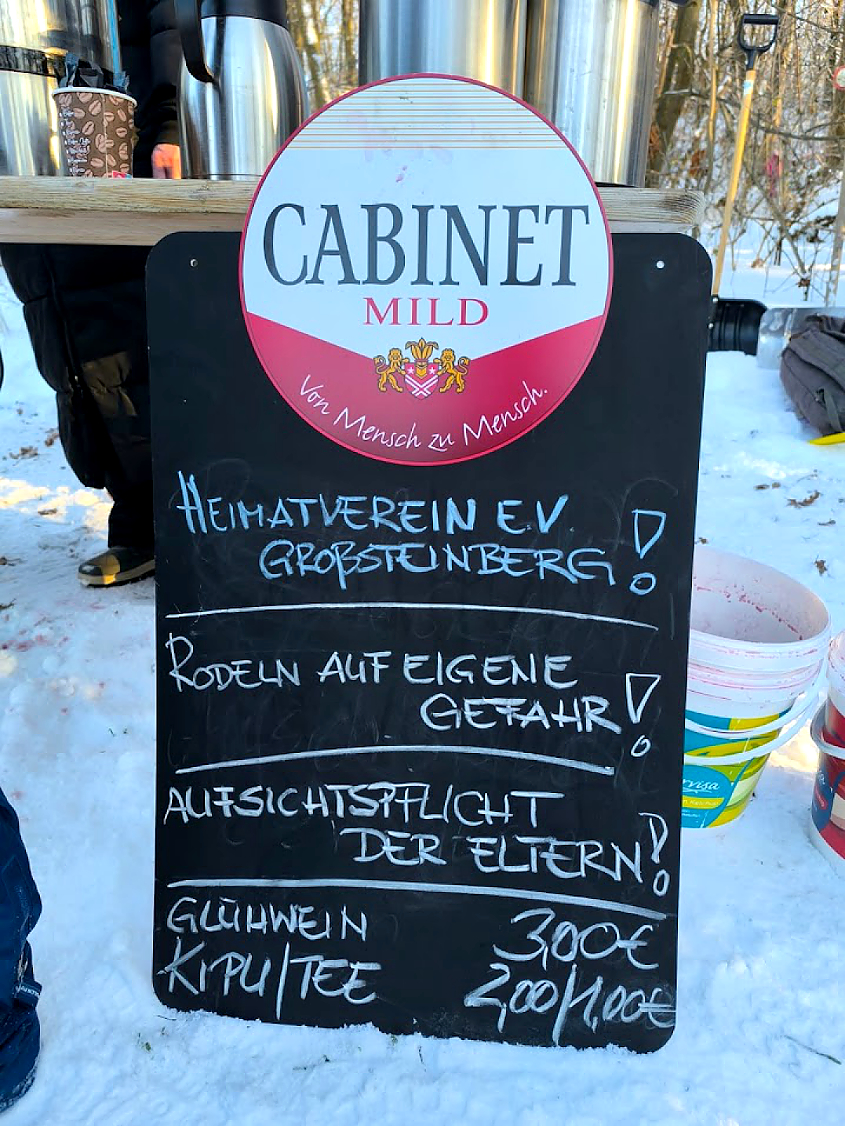 CABINET
MILD
Von Mensch zu Mensch.
HEIMATVEREIN E.V.
GROßSTEINBERG!
RODELN AUF EIGENE
GEFAHR!
AUFSICHTSPFLICHT
DER ELTERN!
GLÜHWEIN 3,00€
KIPU/TEE 2,00/1,00€